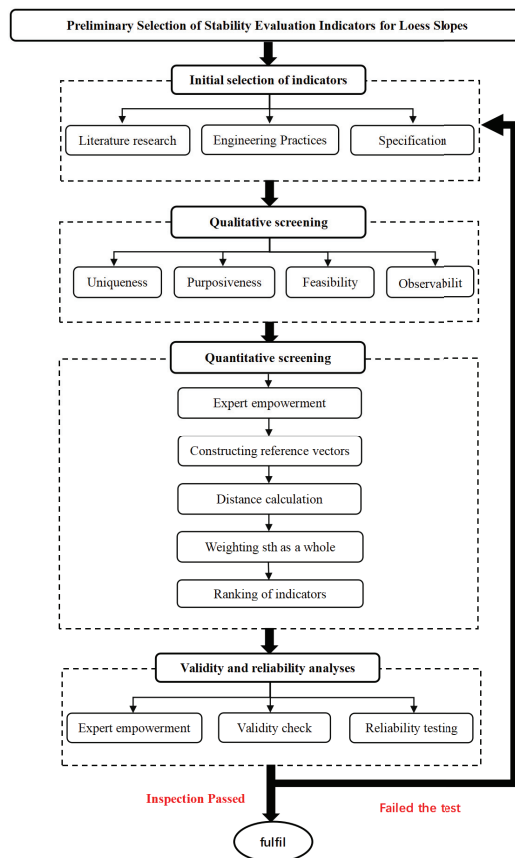 Preliminary Selection of Stability Evaluation Indicators for Loess Slopes
Initial selection of indicators
Literature research
Engineering Practices
Specification
Qualitative screening
Uniqueness
Purposiveness
Feasibility
Observabilit
Quantitative screening
Expert empowerment
Constructing reference vectors
Distance calculation
Weighting sth as a whole
Ranking of indicators
Validity and reliability analyses
Expert empowerment
Validity check
Reliability testing
Inspection Passed
Failed the test
fulfil